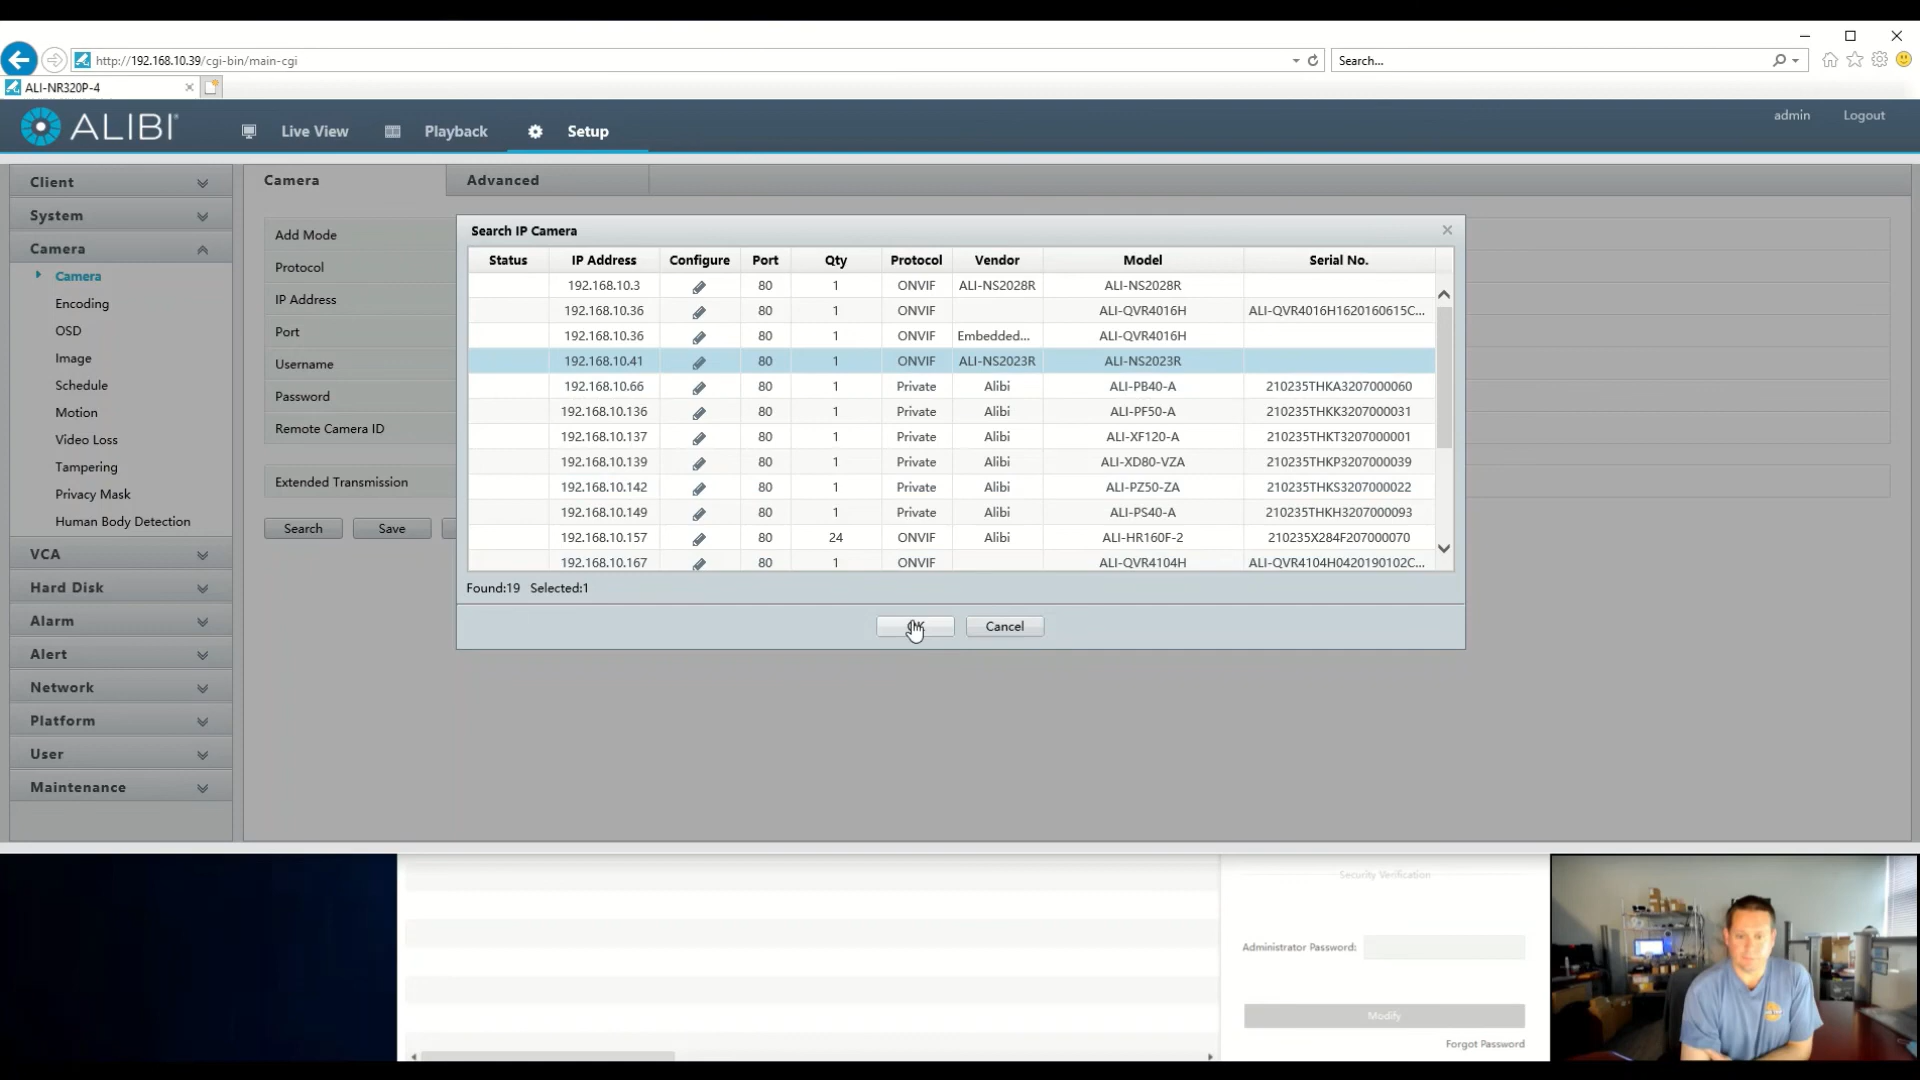 http://192.168.10.39/cgi-bin/main-cgi
Search...
ALI-NR320P-4
ALIBI
Live View
Playback
Setup
admin
Logout
Client
System
Camera
Camera
Encoding
OSD
Image
Schedule
Motion
Video Loss
Tampering
Privacy Mask
Human Body Detection
VCA
Hard Disk
Alarm
Alert
Network
Platform
User
Maintenance
Camera
Advanced
Add Mode
Protocol
IP Address
Port
Username
Password
Remote Camera ID
Extended Transmission
Search
Save
Search IP Camera
Status IP Address Configure Port Qty Protocol Vendor Model Serial No.
192.168.10.3 80 1 ONVIF ALI-NS2028R ALI-NS2028R
192.168.10.36 80 1 ONVIF ALI-QVR4016H ALI-QVR4016H1620160615C...
192.168.10.36 80 1 ONVIF Embedded... ALI-QVR4016H
192.168.10.41 80 1 ONVIF ALI-NS2023R ALI-NS2023R
192.168.10.66 80 1 Private Alibi ALI-PB40-A 210235THKA3207000060
192.168.10.136 80 1 Private Alibi ALI-PF50-A 210235THKK3207000031
192.168.10.137 80 1 Private Alibi ALI-XF120-A 210235THKT3207000001
192.168.10.139 80 1 Private Alibi ALI-XD80-VZA 210235THKP3207000039
192.168.10.142 80 1 Private Alibi ALI-PZ50-ZA 210235THKS3207000022
192.168.10.149 80 1 Private Alibi ALI-PS40-A 210235THKH3207000093
192.168.10.157 80 24 ONVIF Alibi ALI-HR160F-2 210235X284F207000070
192.168.10.167 80 1 ONVIF ALI-QVR4104H ALI-QVR4104H0420190102C...
Found:19 Selected:1
Cancel
Security Verification
Administrator Password:
Modify
Forgot Password